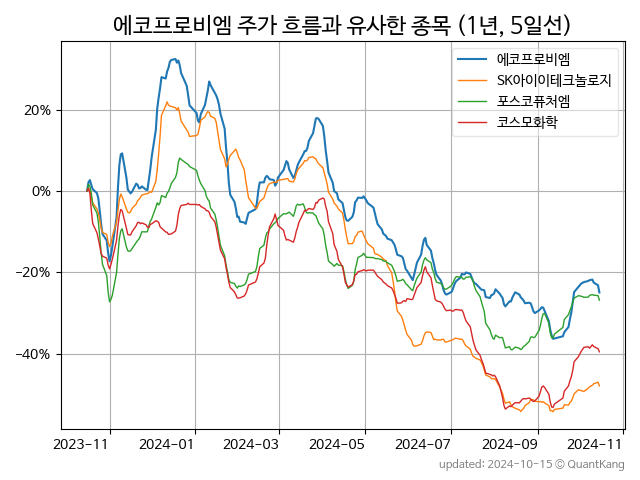 에코프로비엠 주가 흐름과 유사한 종목 (1년, 5일선)
에코프로비엠
SK아이이테크놀로지
포스코퓨처엠
코스모화학
20%
0%
−20%
−40%
2023−11 2024−01 2024−03 2024−05 2024−07 2024−09 2024−11
updated: 2024-10-15 © QuantKang